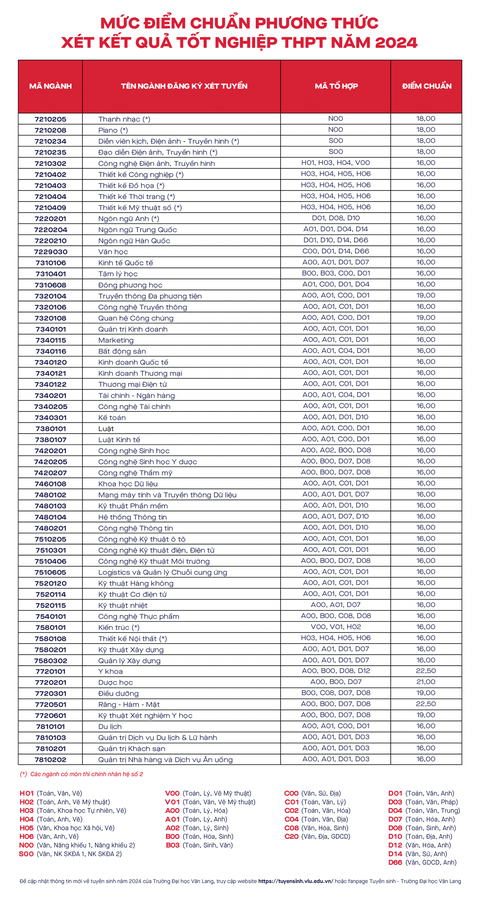 MỨC ĐIỂM CHUẨN PHƯƠNG THỨC
XÉT KẾT QUẢ TỐT NGHIỆP THPT NĂM 2024
MÃ NGÀNH TÊN NGÀNH ĐĂNG KÝ XÉT TUYỂN MÃ TỔ HỢP ĐIỂM CHUẨN
7210205 Thanh nhạc (*) N00 18,00
7210208 Piano (*) N00 18,00
7210234 Diễn viên kịch, Điện ảnh - Truyền hình (*) S00 18,00
7210235 Đạo diễn Điện ảnh, Truyền hình (*) S00 18,00
7210302 Công nghệ Điện ảnh, Truyền hình H01, H03, H04, V00 16,00
7210402 Thiết kế Công nghiệp (*) H03, H04, H05, H06 16,00
7210403 Thiết kế Đồ họa (*) H03, H04, H05, H06 16,00
7210404 Thiết kế Thời trang (*) H03, H04, H05, H06 16,00
7210409 Thiết kế Mỹ thuật số (*) H03, H04, H05, H06 16,00
7220201 Ngôn ngữ Anh (*) D01, D08, D10 16,00
7220204 Ngôn ngữ Trung Quốc A01, D01, D04, D14 16,00
7220210 Ngôn ngữ Hàn Quốc D01, D10, D14, D66 16,00
7229030 Văn học C00, D01, D14, D66 16,00
7310106 Kinh tế Quốc tế A00, A01, D01, D07 16,00
7310401 Tâm lý học B00, B03, C00, D01 16,00
7310608 Đông phương học A01, C00, D01, D04 16,00
7320104 Truyền thông Đa phương tiện A00, A01, C00, D01 19,00
7320106 Công nghệ Truyền thông A00, A01, C01, D01 16,00
7320108 Quan hệ Công chúng A00, A01, C00, D01 19,00
7340101 Quản trị Kinh doanh A00, A01, C01, D01 16,00
7340115 Marketing A00, A01, C01, D01 16,00
7340116 Bất động sản A00, A01, C04, D01 16,00
7340120 Kinh doanh Quốc tế A00, A01, C01, D01 16,00
7340121 Kinh doanh Thương mại A00, A01, C01, D01 16,00
7340122 Thương mại Điện tử A00, A01, C01, D01 16,00
7340201 Tài chính - Ngân hàng A00, A01, C04, D01 16,00
7340205 Công nghệ Tài chính A00, A01, C01, D01 16,00
7340301 Kế toán A00, A01, D01, D10 16,00
7380101 Luật A00, A01, C00, D01 16,00
7380107 Luật Kinh tế A00, A01, C00, D01 16,00
7420201 Công nghệ Sinh học A00, A02, B00, D08 16,00
7420205 Công nghệ Sinh học Y dược A00, B00, D07, D08 16,00
7420207 Công nghệ Thẩm mỹ A00, B00, D07, D08 16,00
7460108 Khoa học Dữ liệu A00, A01, C01, D01 16,00
7480102 Mạng máy tính và Truyền thông Dữ liệu A00, A01, D01, D07 16,00
7480103 Kỹ thuật Phần mềm A00, A01, D01, D10 16,00
7480104 Hệ thống Thông tin A00, A01, D07, D10 16,00
7480201 Công nghệ Thông tin A00, A01, D01, D10 16,00
7510205 Công nghệ Kỹ thuật ô tô A00, A01, C01, D01 16,00
7510301 Công nghệ Kỹ thuật điện, Điện tử A00, A01, C01, D01 16,00
7510406 Công nghệ Kỹ thuật Môi trường A00, B00, D07, D08 16,00
7510605 Logistics và Quản lý Chuỗi cung ứng A00, A01, C01, D01 16,00
7520120 Kỹ thuật Hàng không A00, A01, C01, D01 16,00
7520114 Kỹ thuật Cơ điện tử A00, A01, C01, D01 16,00
7520115 Kỹ thuật nhiệt A00, A01, D07 16,00
7540101 Công nghệ Thực phẩm A00, B00, C08, D08 16,00
7580101 Kiến trúc (*) V00, V01, H02 16,00
7580108 Thiết kế Nội thất (*) H03, H04, H05, H06 16,00
7580201 Kỹ thuật Xây dựng A00, A01, D01, D07 16,00
7580302 Quản lý Xây dựng A00, A01, D01, D07 16,00
7720101 Y khoa A00, B00, D08, D12 22,50
7720201 Dược học A00, B00, D07 21,00
7720301 Điều dưỡng B00, C08, D07, D08 19,00
7720501 Răng - Hàm - Mặt A00, B00, D07, D08 22,50
7720601 Kỹ thuật Xét nghiệm Y học A00, B00, D07, D08 19,00
7810101 Du lịch A00, A01, C00, D01 16,00
7810103 Quản trị Dịch vụ Du lịch & Lữ hành A00, A01, D01, D03 16,00
7810201 Quản trị Khách sạn A00, A01, D01, D03 16,00
7810202 Quản trị Nhà hàng và Dịch vụ Ăn uống A00, A01, D01, D03 16,00
(*) Các ngành có môn thi chính nhân hệ số 2
H01 (Toán, Văn, Vẽ)
H02 (Toán, Anh, Vẽ Mỹ thuật)
H03 (Toán, Khoa học Tự nhiên, Vẽ)
H04 (Toán, Anh, Vẽ)
H05 (Văn, Khoa học Xã hội, Vẽ)
H06 (Văn, Anh, Vẽ)
N00 (Văn, Năng khiếu 1, Năng khiếu 2)
S00 (Văn, NK SKĐA 1, NK SKĐA 2)
V00 (Toán, Lý, Vẽ Mỹ thuật)
V01 (Toán, Văn, Vẽ Mỹ thuật)
A00 (Toán, Lý, Hóa)
A01 (Toán, Lý, Anh)
A02 (Toán, Lý, Sinh)
B00 (Toán, Hóa, Sinh)
B03 (Toán, Sinh, Văn)
C00 (Văn, Sử, Địa)
C01 (Toán, Văn, Lý)
C02 (Toán, Văn, Hóa)
C04 (Toán, Văn, Địa)
C08 (Văn, Hóa, Sinh)
C20 (Văn, Địa, GDCD)
D01 (Toán, Văn, Anh)
D03 (Toán, Văn, Pháp)
D04 (Toán, Văn, Trung)
D07 (Toán, Hóa, Anh)
D08 (Toán, Sinh, Anh)
D10 (Toán, Địa, Anh)
D12 (Văn, Hóa, Anh)
D14 (Văn, Sử, Anh)
D66 (Văn, GDCD, Anh)
Để cập nhật thông tin mới về tuyển sinh năm 2024 của Trường Đại học Văn Lang, truy cập website https://tuyensinh.vlu.edu.vn/ hoặc fanpage Tuyển sinh - Trường Đại học Văn Lang